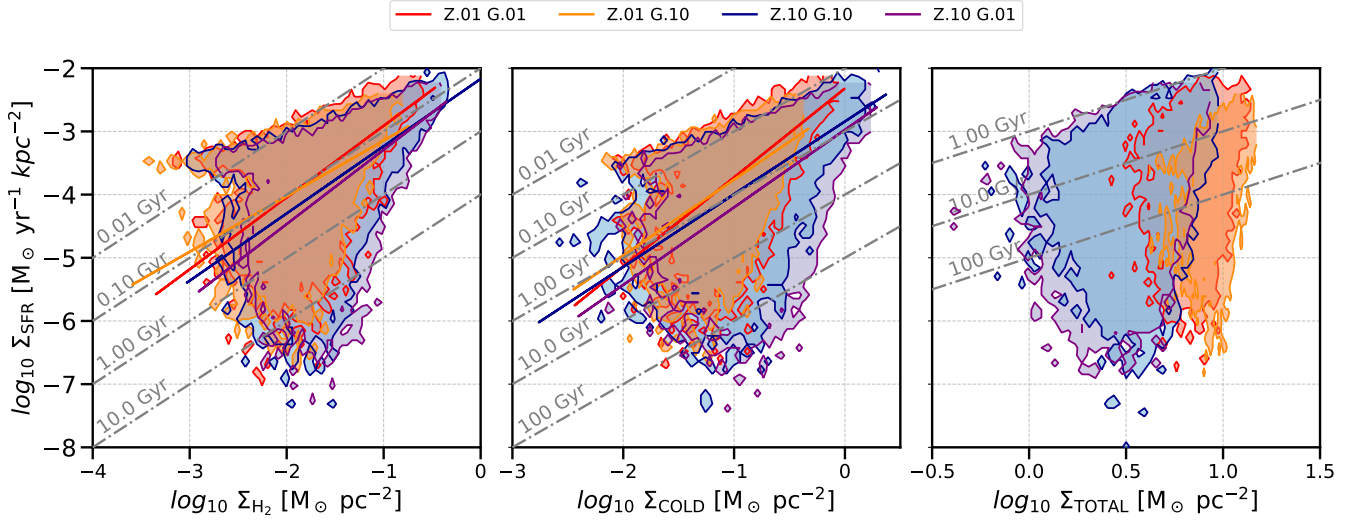 Z.01 G.01 Z.01 G.10 Z.10 G.10 Z.10 G.01
log₁₀ Σ_SFR [M⊙ yr⁻¹ kpc⁻²]
−2
−3
−4
−5
−6
−7
−8
0.01 Gyr
0.10 Gyr
1.00 Gyr
10.0 Gyr
−4 −3 −2 −1 0
log₁₀ Σ_H₂ [M⊙ pc⁻²]
0.01 Gyr
0.10 Gyr
1.00 Gyr
10.0 Gyr
100 Gyr
−3 −2 −1 0
log₁₀ Σ_COLD [M⊙ pc⁻²]
1.00 Gyr
10.0 Gyr
100 Gyr
−0.5 0.0 0.5 1.0 1.5
log₁₀ Σ_TOTAL [M⊙ pc⁻²]